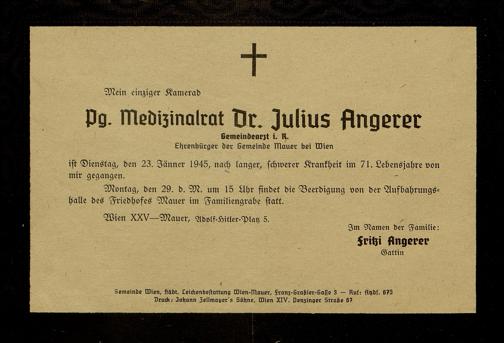 Mein einziger Kamerad
Pg. Medizinalrat Dr. Julius Angerer
Gemeindearzt i. R.
Ehrenbürger der Gemeinde Mauer bei Wien
ist Dienstag, den 23. Jänner 1945, nach langer, schwerer Krankheit im 71. Lebensjahre von
mir gegangen.
Montag, den 29. d. M. um 15 Uhr findet die Beerdigung von der Aufbahrungs-
halle des Friedhofes Mauer im Familiengrabe statt.
Wien XXV—Mauer, Adolf-Hitler-Platz 5.
Im Namen der Familie:
Fritzi Angerer
Gattin
Gemeinde Wien, städt. Leichenbestattung Wien-Mauer, Franz-Graßler-Gasse 3 — Ruf: 673
Druck: Johann Zellmayer's Söhne, Wien XIV. Penzinger Straße 67